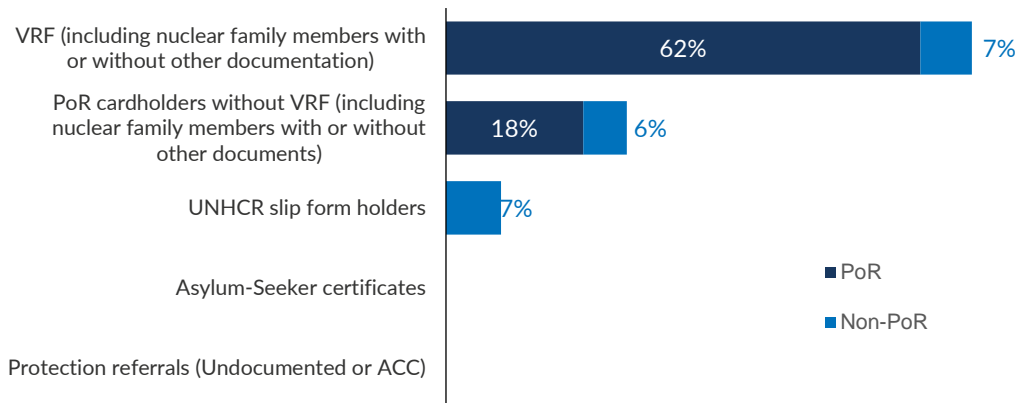 VRF (including nuclear family members with
or without other documentation)
62%
7%
PoR cardholders without VRF (including
nuclear family members with or without
other documents)
18%
6%
UNHCR slip form holders
7%
Asylum-Seeker certificates
Protection referrals (Undocumented or ACC)
PoR
Non-PoR